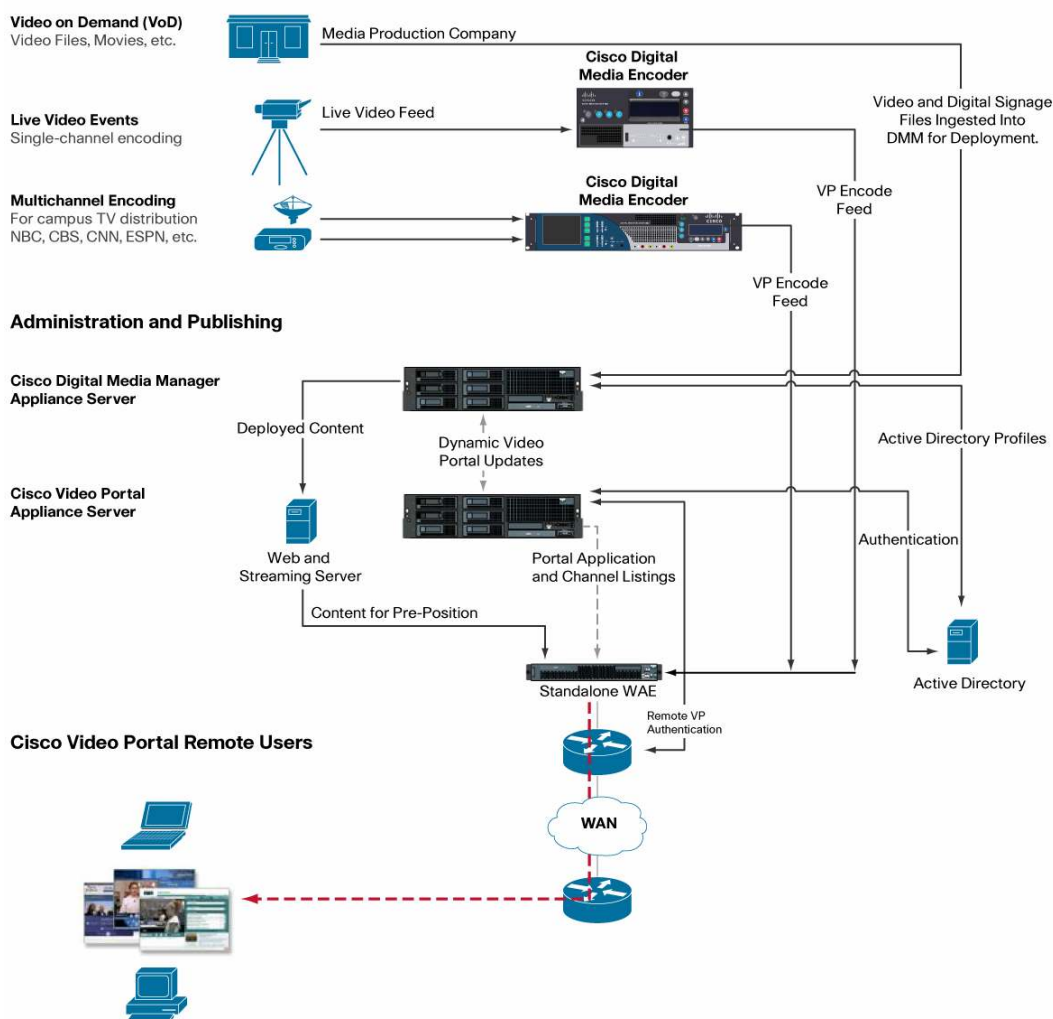 Video on Demand (VoD)
Video Files, Movies, etc.
Media Production Company
Cisco Digital
Media Encoder
Live Video Events
Single-channel encoding
Live Video Feed
Video and Digital Signage
Files Ingested Into
DMM for Deployment.
Multichannel Encoding
For campus TV distribution
NBC, CBS, CNN, ESPN, etc.
Cisco Digital
Media Encoder
VP Encode
Feed
VP Encode
Feed
Administration and Publishing
Cisco Digital Media Manager
Appliance Server
Deployed Content
Dynamic Video
Portal Updates
Active Directory Profiles
Cisco Video Portal
Appliance Server
Web and
Streaming Server
Portal Application
and Channel Listings
Authentication
Content for Pre-Position
Standalone WAE
Active Directory
Remote VP
Authentication
Cisco Video Portal Remote Users
WAN